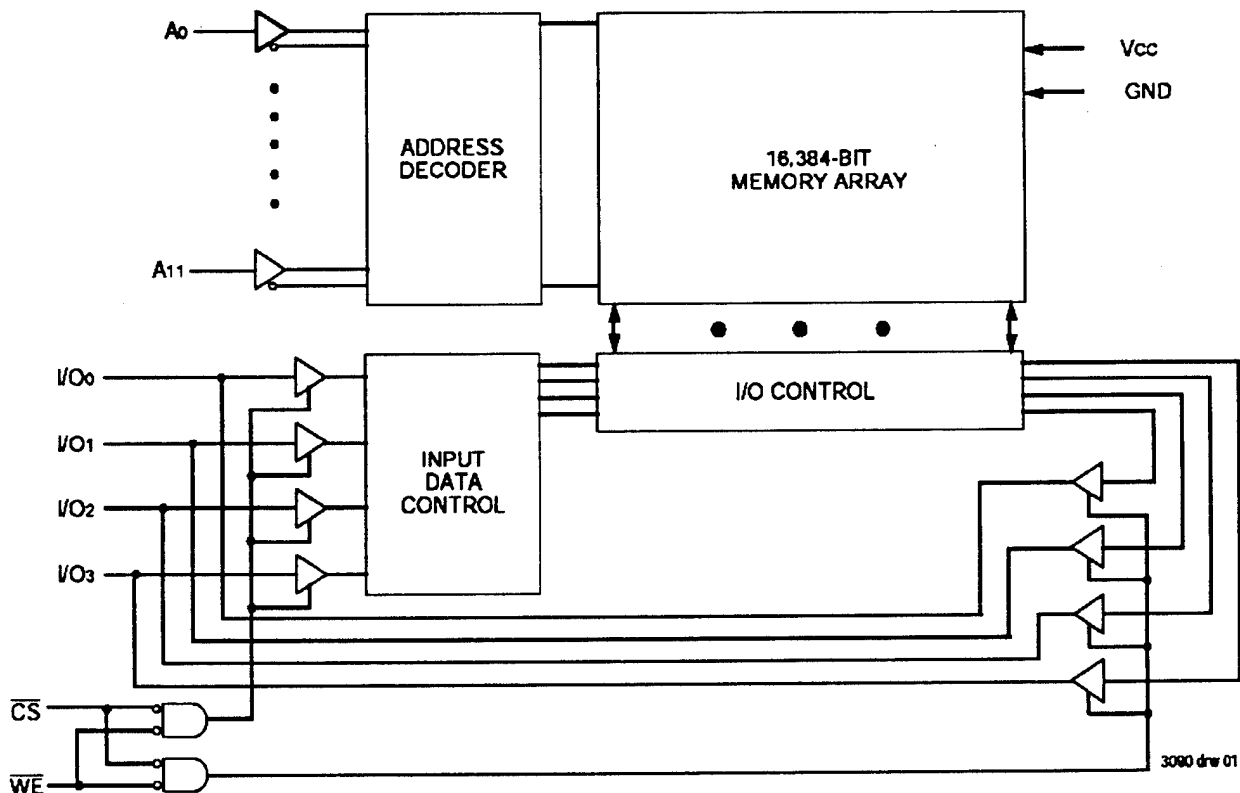 A0
Vcc
GND
ADDRESS
DECODER
16,384-BIT
MEMORY ARRAY
A11
I/O0
I/O CONTROL
I/O1
INPUT
DATA
CONTROL
I/O2
I/O3
CS
WE
3090 drw 01